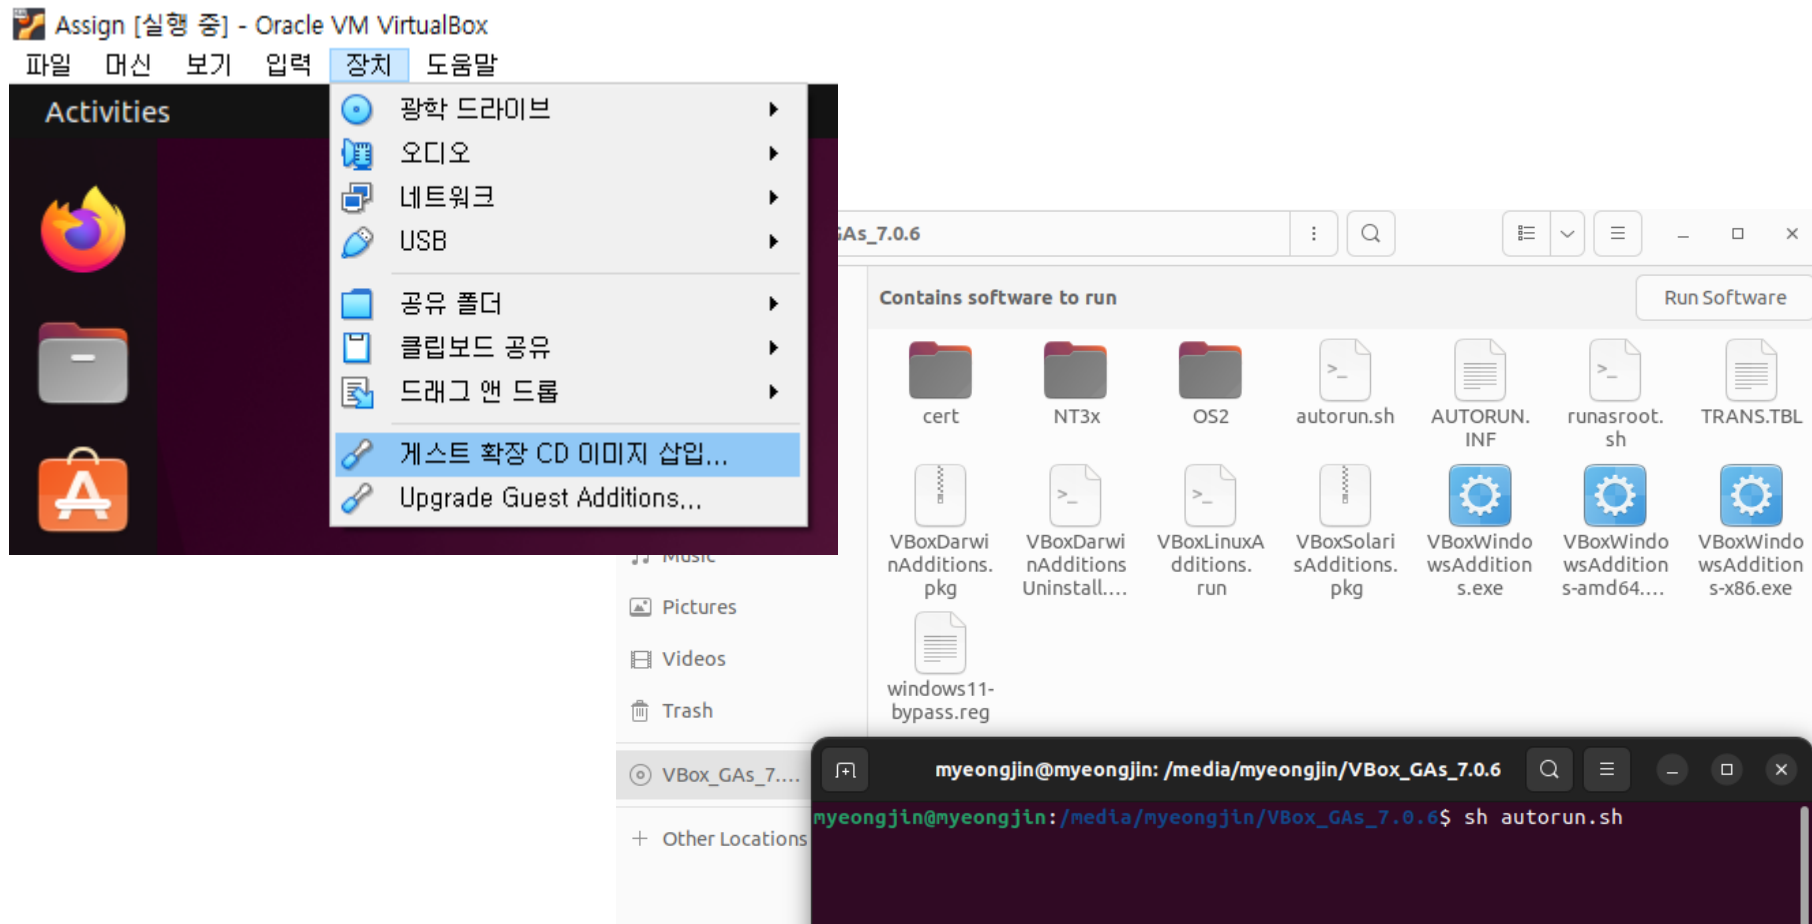 Assign [실행 중] - Oracle VM VirtualBox
파일 머신 보기 입력 장치 도움말
Activities
광학 드라이브
오디오
네트워크
USB
공유 폴더
클립보드 공유
드래그 앤 드롭
게스트 확장 CD 이미지 삽입...
Upgrade Guest Additions...
GAs_7.0.6
Contains software to run
Run Software
cert
NT3x
OS2
autorun.sh
AUTORUN.
INF
runasroot.
sh
TRANS.TBL
VBoxDarwi
nAdditions.
pkg
VBoxDarwi
nAdditions
Uninstall....
VBoxLinuxA
dditions.
run
VBoxSolari
sAdditions.
pkg
VBoxWindo
wsAddition
s.exe
VBoxWindo
wsAddition
s-amd64....
VBoxWindo
wsAddition
s-x86.exe
windows11-
bypass.reg
Music
Pictures
Videos
Trash
VBox_GAs_7....
Other Locations
myeongjin@myeongjin: /media/myeongjin/VBox_GAs_7.0.6
myeongjin@myeongjin:/media/myeongjin/VBox_GAs_7.0.6$ sh autorun.sh